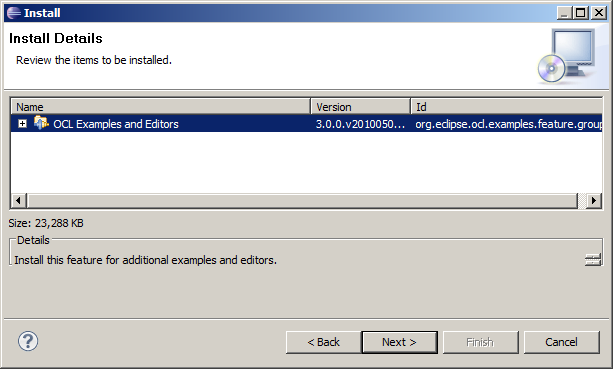 Install
Install Details
Review the items to be installed.
Name Version Id
OCL Examples and Editors 3.0.0.v2010050... org.eclipse.ocl.examples.feature.group
Size: 23,288 KB
Details
Install this feature for additional examples and editors.
? < Back Next > Finish Cancel